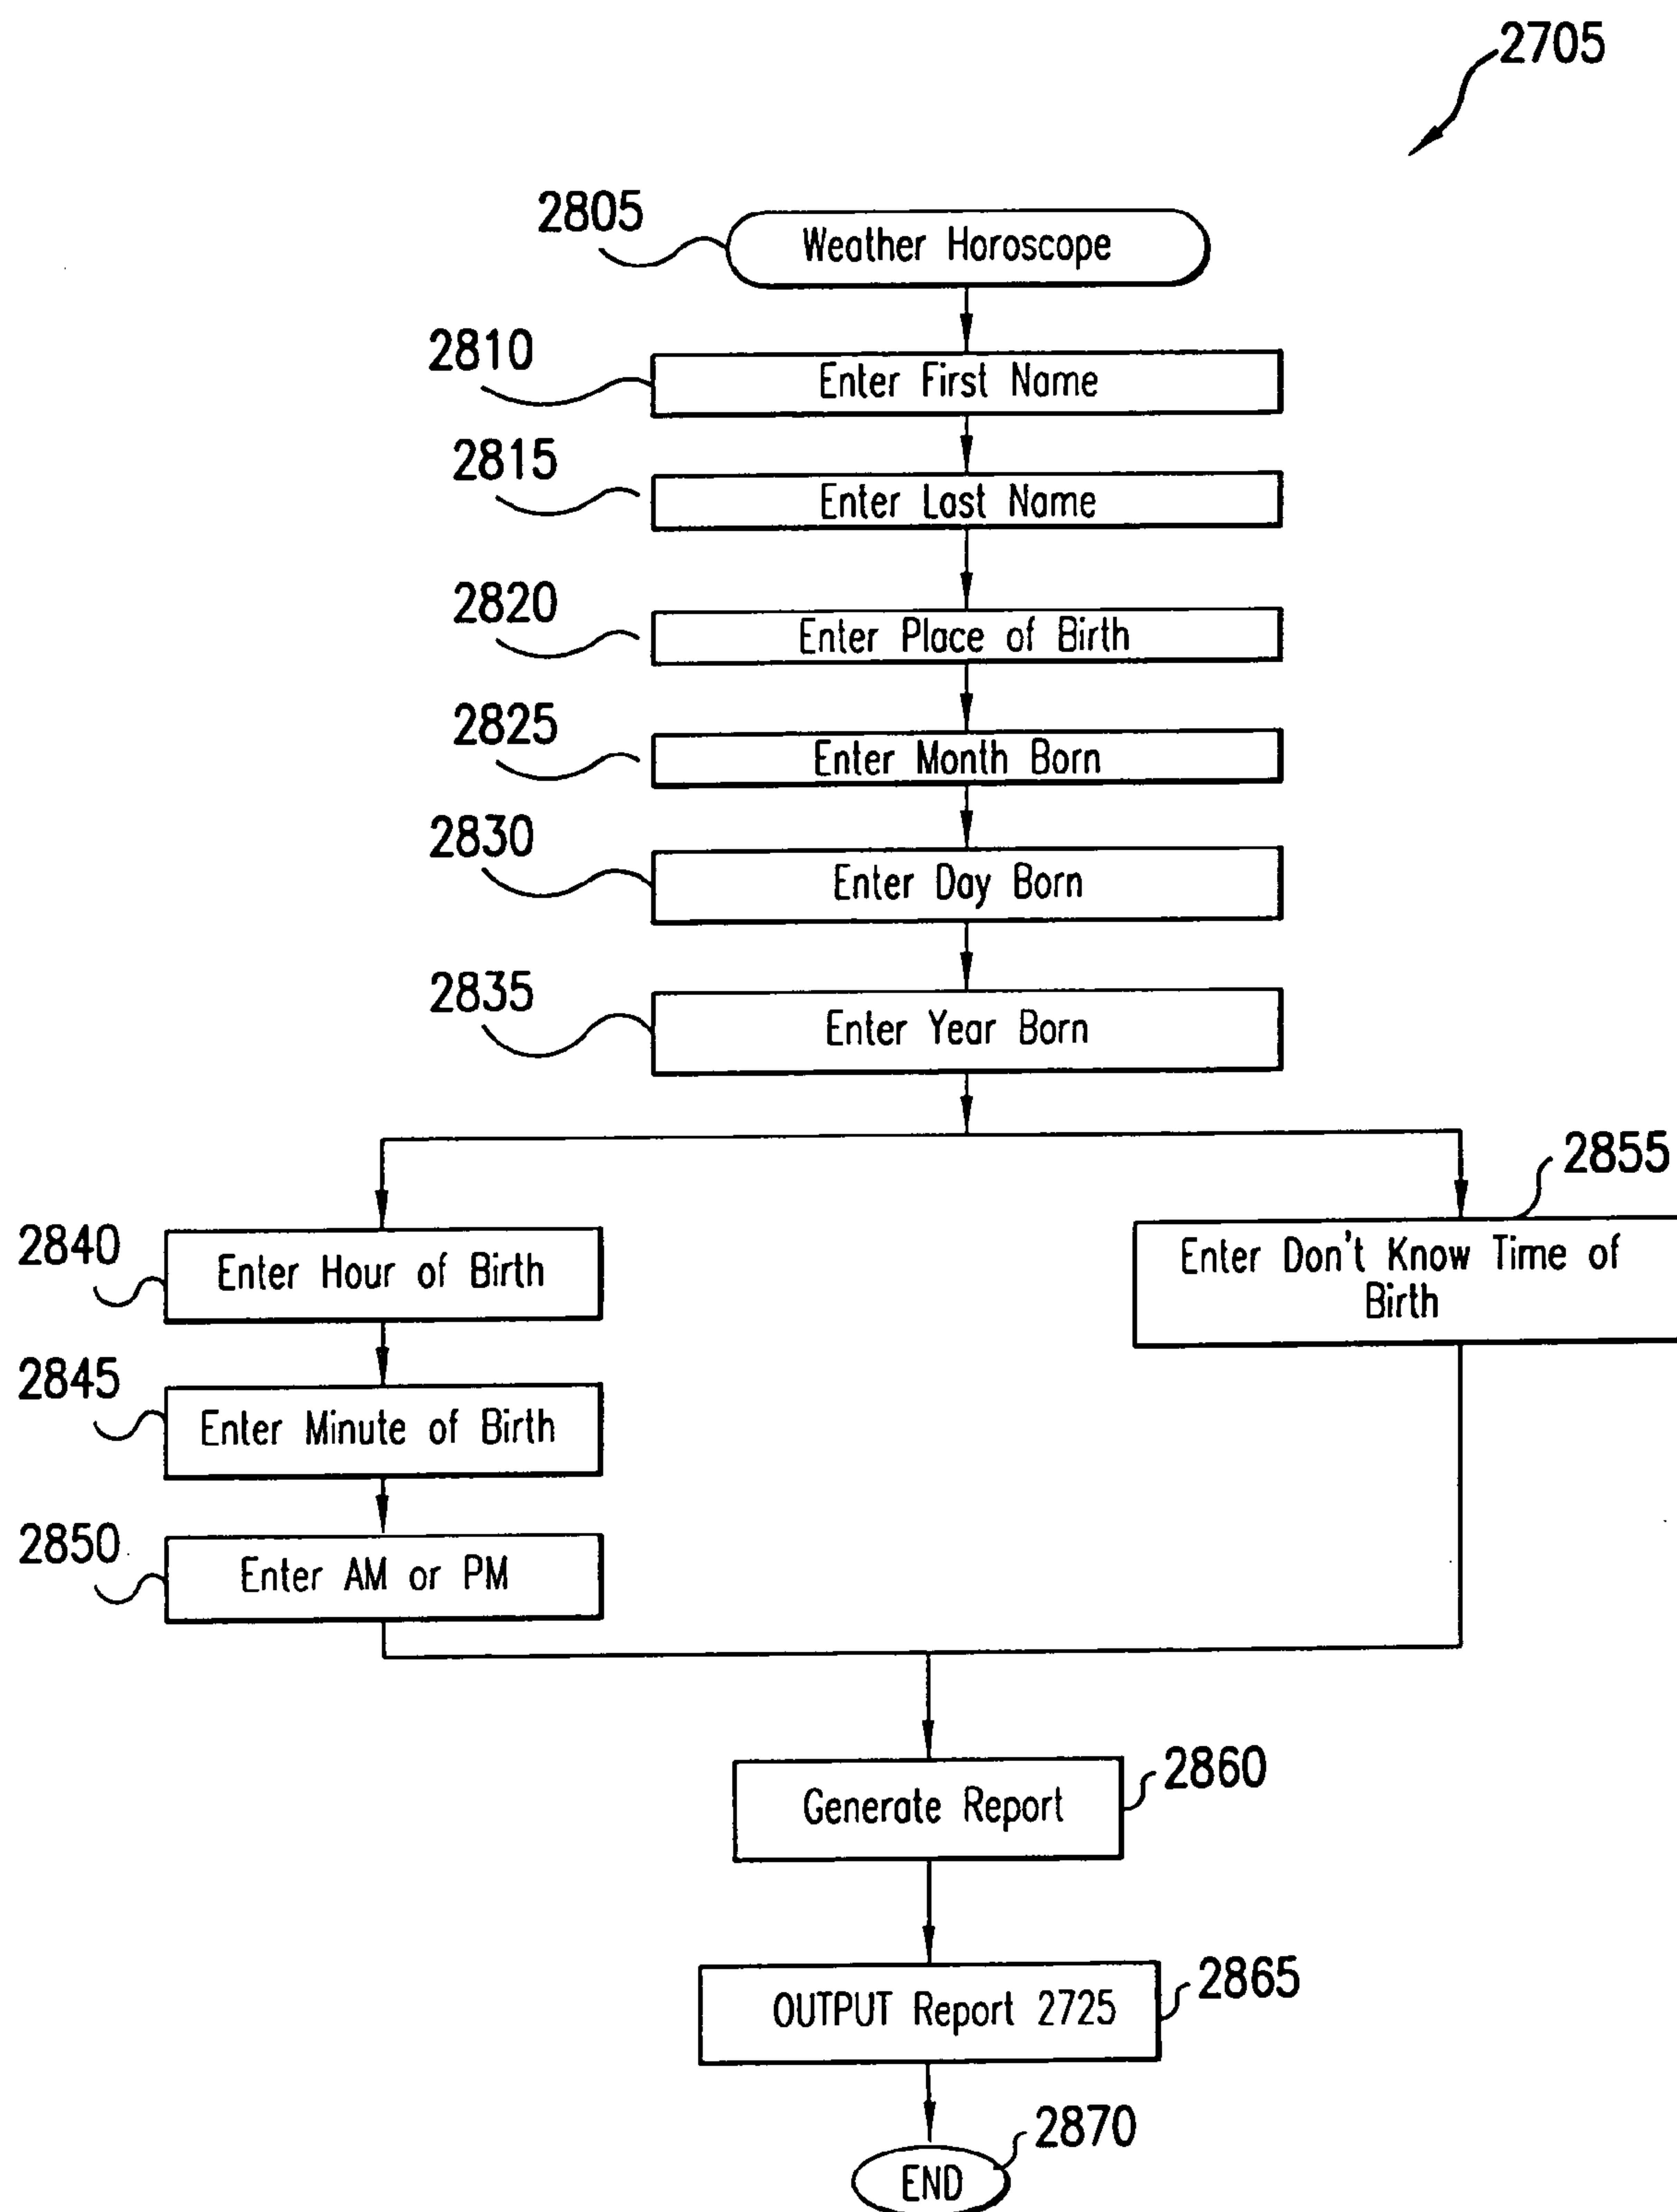 2705
2805
Weather Horoscope
2810
Enter First Name
2815
Enter Last Name
2820
Enter Place of Birth
2825
Enter Month Born
2830
Enter Day Born
2835
Enter Year Born
2840
Enter Hour of Birth
2845
Enter Minute of Birth
2850
Enter AM or PM
2855
Enter Don't Know Time of
Birth
2860
Generate Report
2865
OUTPUT Report 2725
2870
END